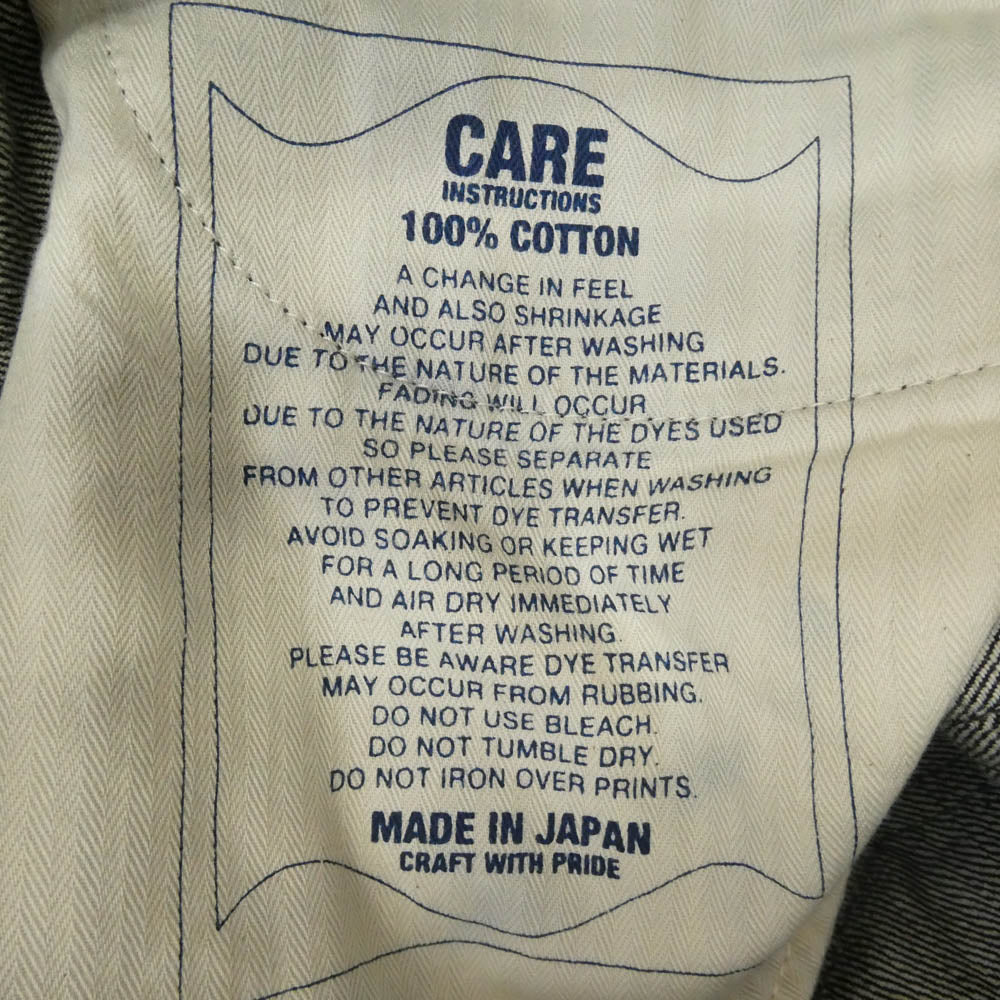 CARE
INSTRUCTIONS
100% COTTON
A CHANGE IN FEEL
AND ALSO SHRINKAGE
MAY OCCUR AFTER WASHING
DUE TO THE NATURE OF THE MATERIALS.
FADING WILL OCCUR
DUE TO THE NATURE OF THE DYES USED
SO PLEASE SEPARATE
FROM OTHER ARTICLES WHEN WASHING
TO PREVENT DYE TRANSFER.
AVOID SOAKING OR KEEPING WET
FOR A LONG PERIOD OF TIME
AND AIR DRY IMMEDIATELY
AFTER WASHING.
PLEASE BE AWARE DYE TRANSFER
MAY OCCUR FROM RUBBING.
DO NOT USE BLEACH.
DO NOT TUMBLE DRY.
DO NOT IRON OVER PRINTS.
MADE IN JAPAN
CRAFT WITH PRIDE